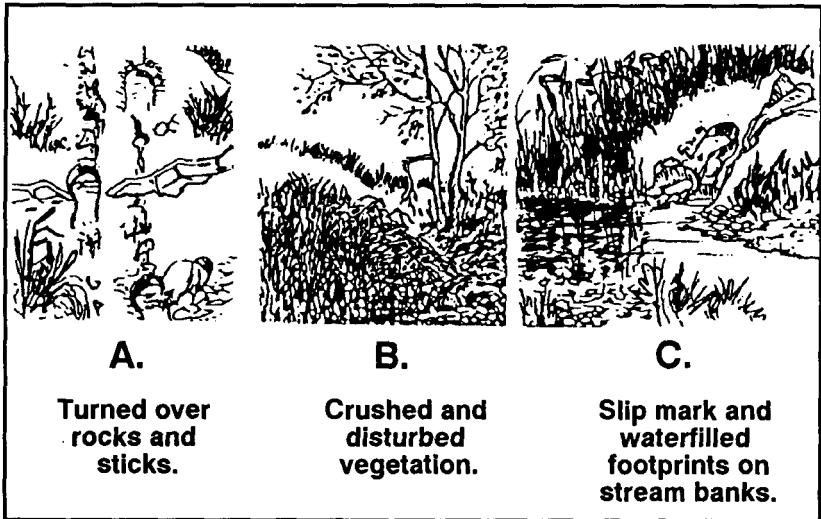 A.
Turned over
rocks and
sticks.
B.
Crushed and
disturbed
vegetation.
C.
Slip mark and
waterfilled
footprints on
stream banks.